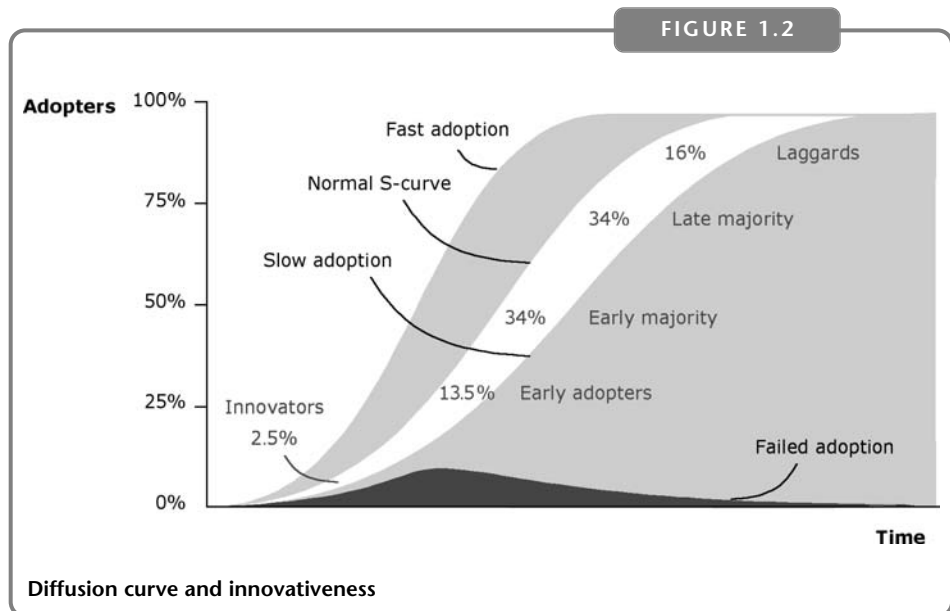 FIGURE 1.2
Adopters
100%
75%
50%
25%
0%
Fast adoption
Normal S-curve
Slow adoption
16%
Laggards
34%
Late majority
34%
Early majority
13.5%
Early adopters
Innovators
2.5%
Failed adoption
Time
Diffusion curve and innovativeness